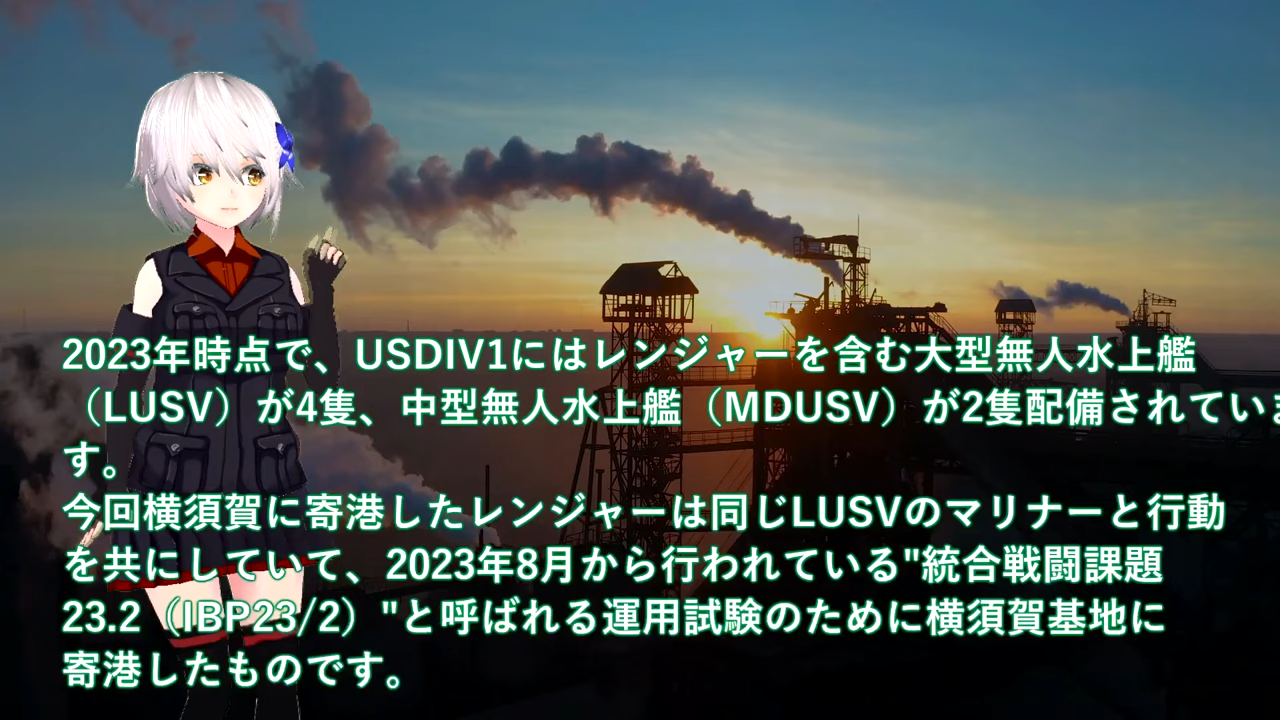 2023年時点で、USDIV1にはレンジャーを含む大型無人水上艦
（LUSV）が4隻、中型無人水上艦（MDUSV）が2隻配備されていま
す。
今回横須賀に寄港したレンジャーは同じLUSVのマリナーと行動
を共にしていて、2023年8月から行われている"統合戦闘課題
23.2（IBP23/2）"と呼ばれる運用試験のために横須賀基地に
寄港したものです。